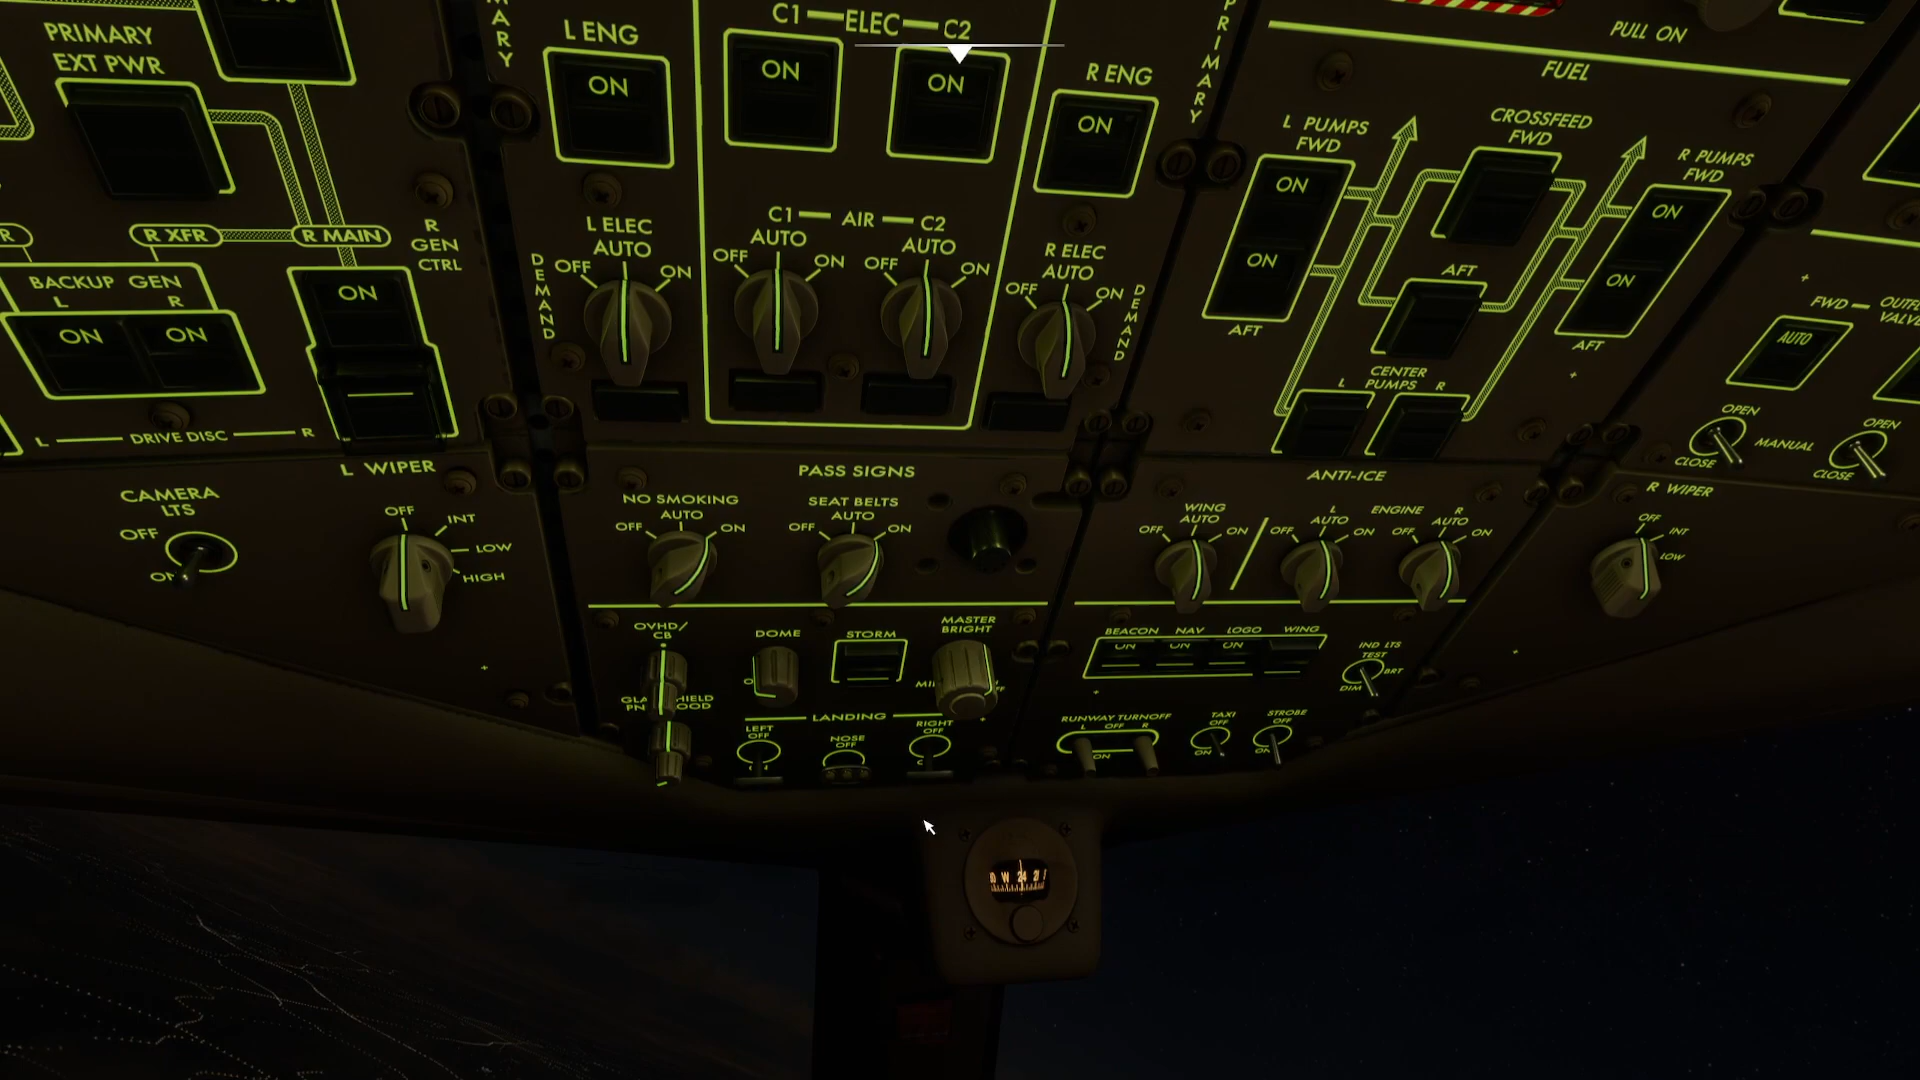 PRIMARY
EXT PWR
L ENG
ON
C1 ELEC C2
ON
ON
R ENG
ON
PRIMARY
PULL ON
FUEL
L PUMPS
FWD
ON
ON
AFT
CROSSFEED
FWD
AFT
R PUMPS
FWD
ON
ON
AFT
CENTER
L PUMPS R
R XFR
R MAIN
R
GEN
CTRL
ON
BACKUP GEN
L R
ON ON
L DRIVE DISC R
DEMAND
L ELEC
AUTO
OFF ON
C1 AIR C2
AUTO
OFF ON
AUTO
OFF ON
R ELEC
AUTO
OFF ON
DEMAND
FWD
AUTO
OPEN
CLOSE
MANUAL
OPEN
CLOSE
CAMERA
LTS
OFF
L WIPER
OFF
INT
LOW
HIGH
PASS SIGNS
NO SMOKING
AUTO
OFF ON
SEAT BELTS
AUTO
OFF ON
ANTI-ICE
WING
AUTO
OFF ON
ENGINE
L
AUTO
OFF ON
R
AUTO
OFF ON
R WIPER
OFF
INT
LOW
OVHD/
CB
DOME
STORM
MASTER
BRIGHT
BEACON NAV LOGO WING
ON ON ON
IND LTS
TEST
BRT
DIM
LANDING
LEFT
OFF
NOSE
OFF
RIGHT
OFF
RUNWAY TURNOFF
L OFF R
ON
TAXI
OFF
ON
STROBE
OFF
ON
W 24 21